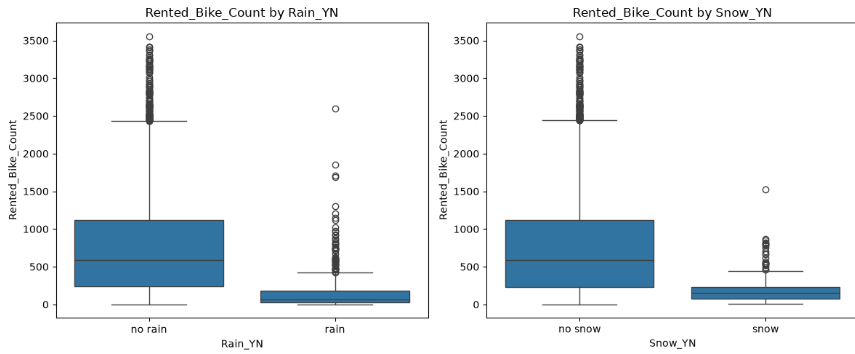 Rented_Bike_Count by Rain_YN
3500
3000
2500
2000
1500
1000
500
0
Rented_Bike_Count
no rain
rain
Rain_YN
Rented_Bike_Count by Snow_YN
3500
3000
2500
2000
1500
1000
500
0
Rented_Bike_Count
no snow
snow
Snow_YN